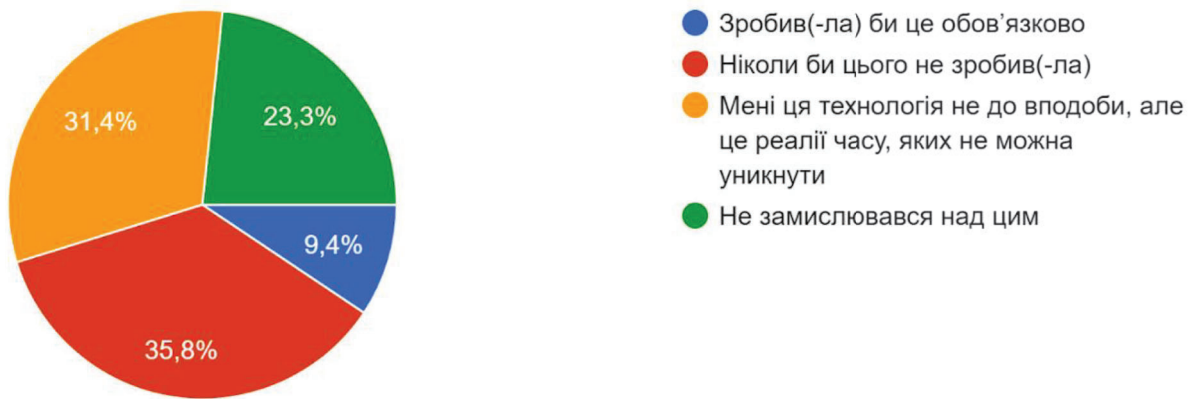 31,4%
23,3%
9,4%
35,8%
Зробив(-ла) би це обов’язково
Ніколи би цього не зробив(-ла)
Мені ця технологія не до вподоби, але
це реалії часу, яких не можна
уникнути
Не замислювався над цим